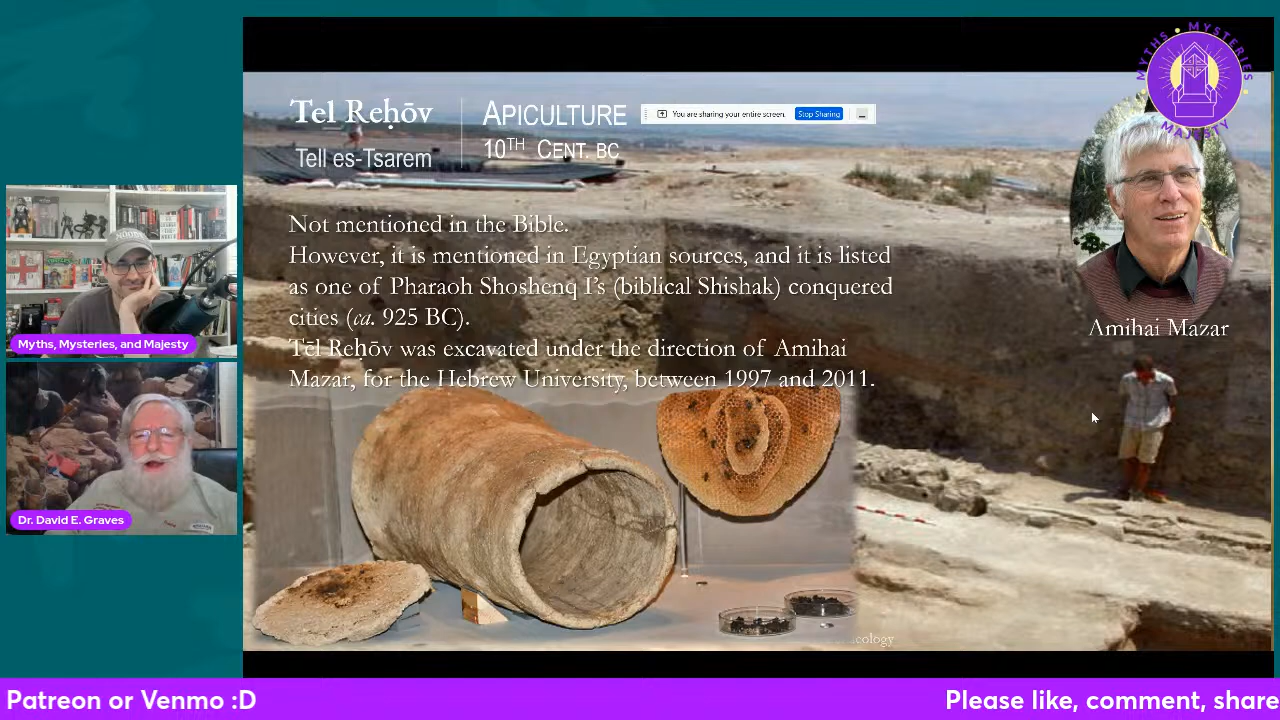 MYTHS • MYSTERIES
MAJESTY
Tel Reḥōv
Tell es-Tsarem
APICULTURE
10TH CENT. BC
You are sharing your entire screen.
Stop Sharing
Not mentioned in the Bible.
However, it is mentioned in Egyptian sources, and it is listed
as one of Pharaoh Shoshenq I's (biblical Shishak) conquered
cities (ca. 925 BC).
Tēl Reḥōv was excavated under the direction of Amihai
Mazar, for the Hebrew University, between 1997 and 2011.
Amihai Mazar
Myths, Mysteries, and Majesty
Dr. David E. Graves
cology
Patreon or Venmo :D
Please like, comment, share